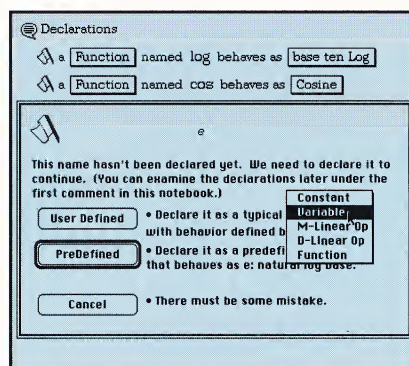 Declarations
a Function named log behaves as base ten Log
a Function named cos behaves as Cosine
e
This name hasn't been declared yet. We need to declare it to
continue. (You can examine the declarations later under the
first comment in this notebook.)
User Defined • Declare it as a typical
with behavior defined b
PreDefined • Declare it as a predefi
that behaves as e: natural log base.
Cancel • There must be some mistake.
Constant
Variable
M-Linear Op
D-Linear Op
Function